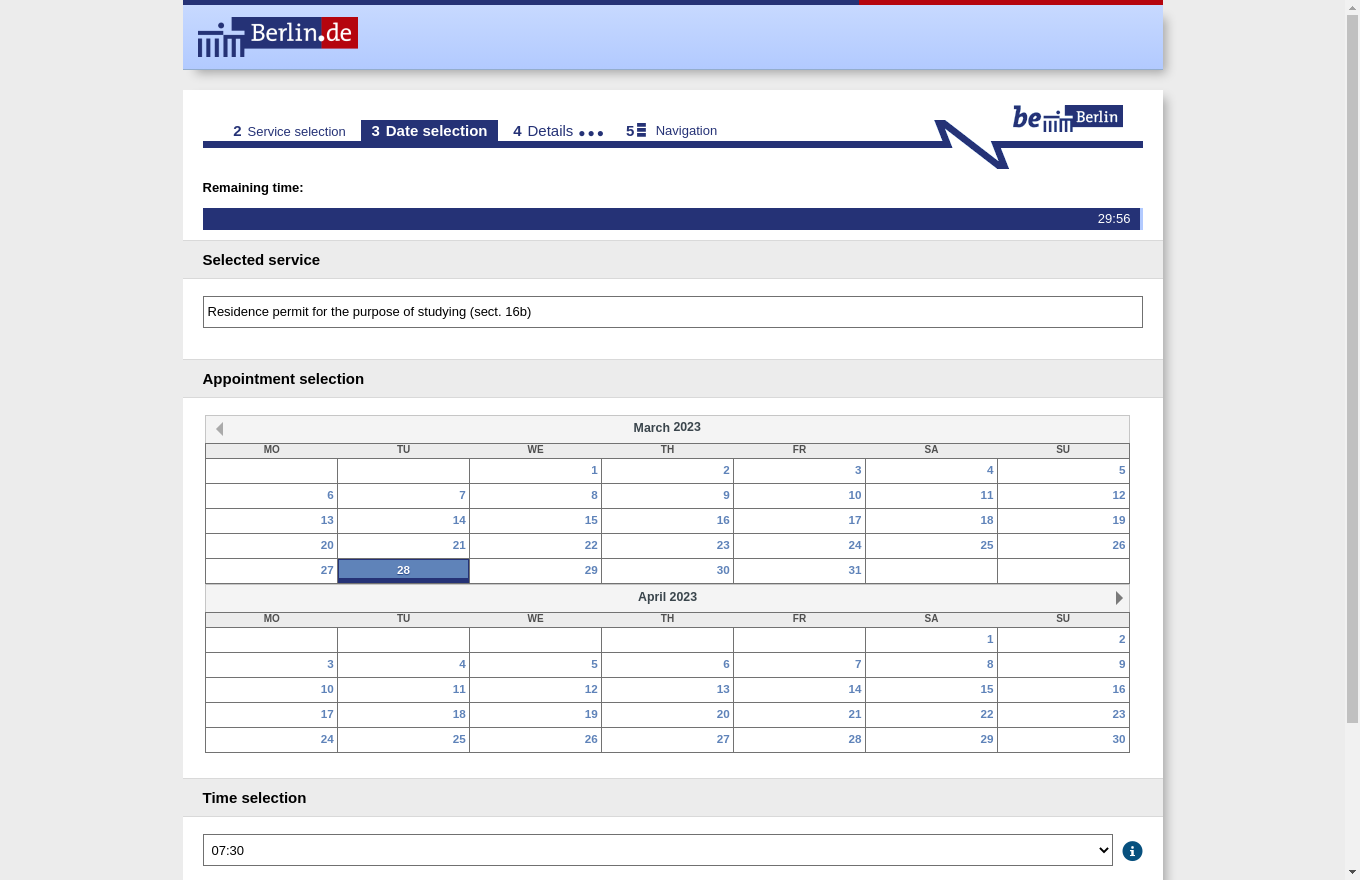 Berlin.de
be Berlin
2 Service selection 3 Date selection 4 Details 5 Navigation
Remaining time:
29:56
Selected service
Residence permit for the purpose of studying (sect. 16b)
Appointment selection
March 2023
MO TU WE TH FR SA SU
1 2 3 4 5
6 7 8 9 10 11 12
13 14 15 16 17 18 19
20 21 22 23 24 25 26
27 28 29 30 31
April 2023
MO TU WE TH FR SA SU
1 2
3 4 5 6 7 8 9
10 11 12 13 14 15 16
17 18 19 20 21 22 23
24 25 26 27 28 29 30
Time selection
07:30